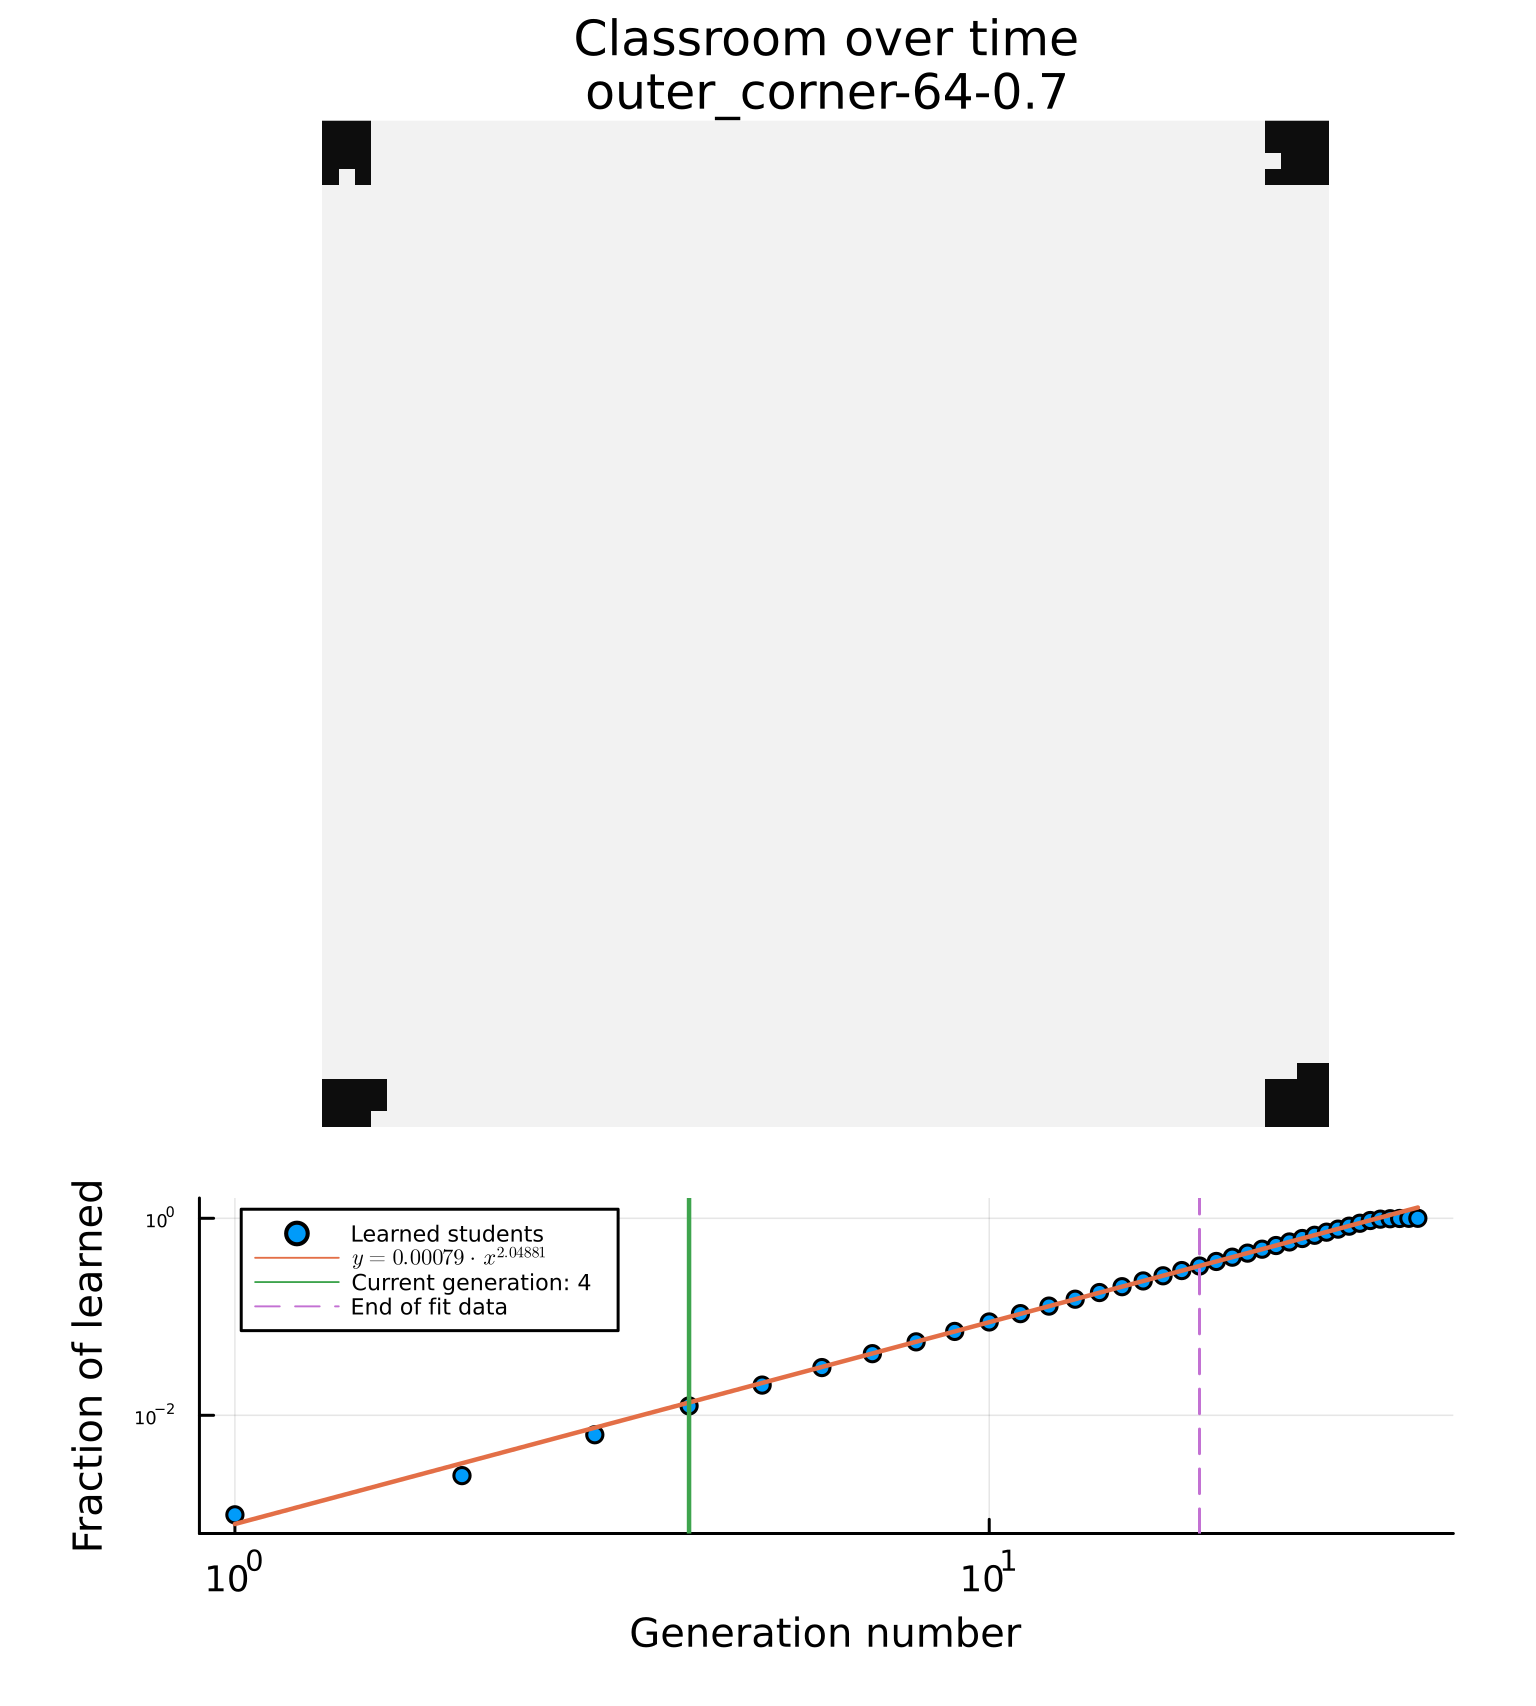 Classroom over time
outer_corner-64-0.7
Fraction of learned
10^0
10^-2
Learned students
y = 0.00079 · x^2.04881
Current generation: 4
End of fit data
10^0
10^1
Generation number